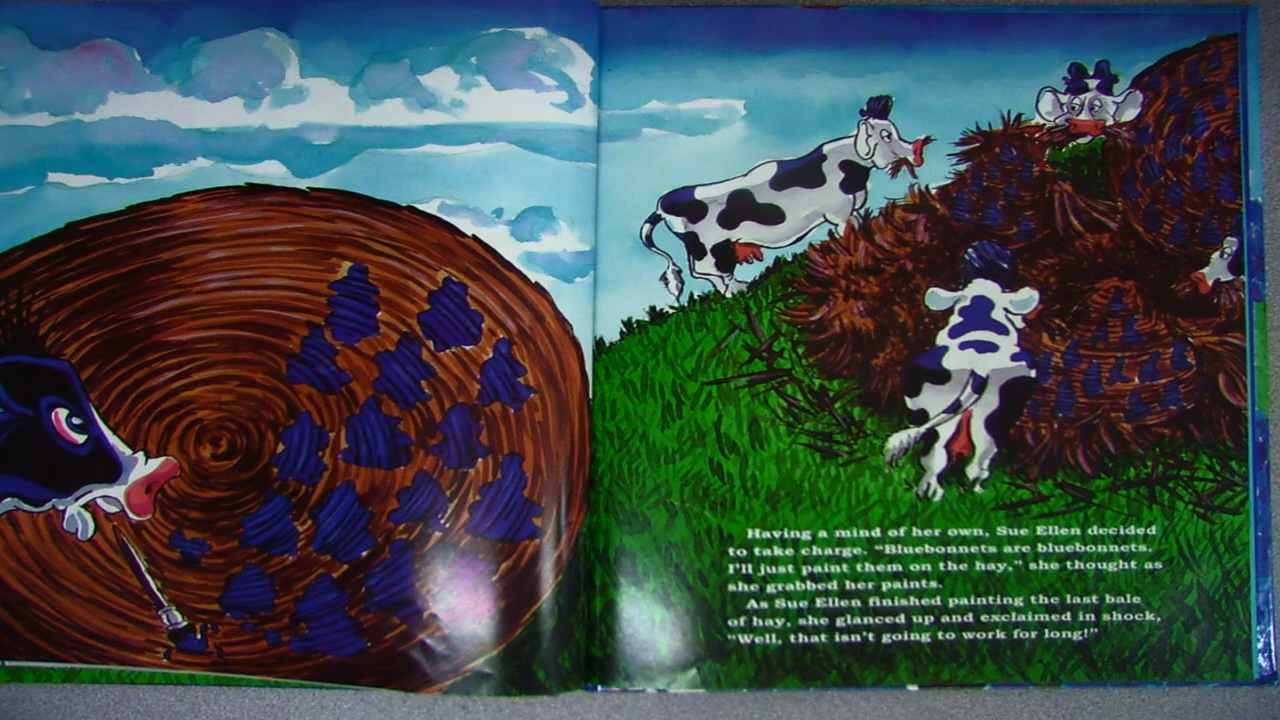 Having a mind of her own, Sue Ellen decided
to take charge. "Bluebonnets are bluebonnets.
I'll just paint them on the hay," she thought as
she grabbed her paints.
As Sue Ellen finished painting the last bale
of hay, she glanced up and exclaimed in shock,
"Well, that isn't going to work for long!"